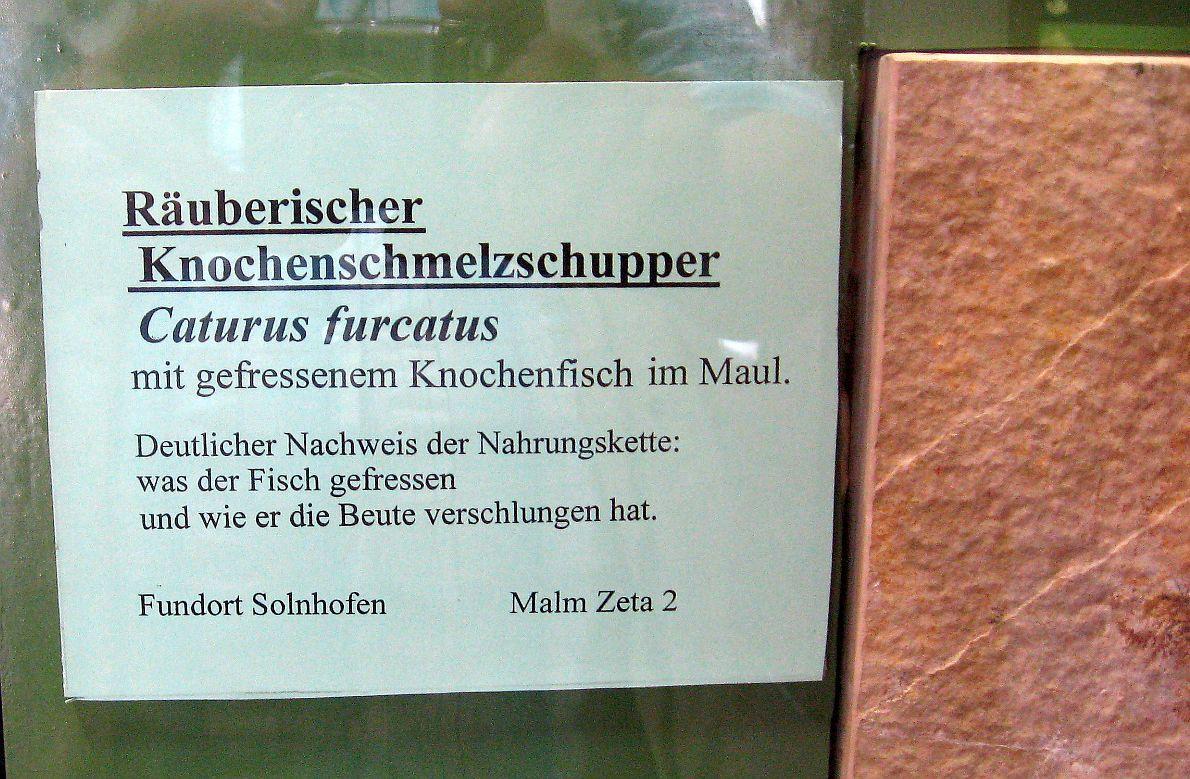 Räuberischer
Knochenschmelzschupper
Caturus furcatus
mit gefressenem Knochenfisch im Maul.
Deutlicher Nachweis der Nahrungskette:
was der Fisch gefressen
und wie er die Beute verschlungen hat.
Fundort Solnhofen Malm Zeta 2